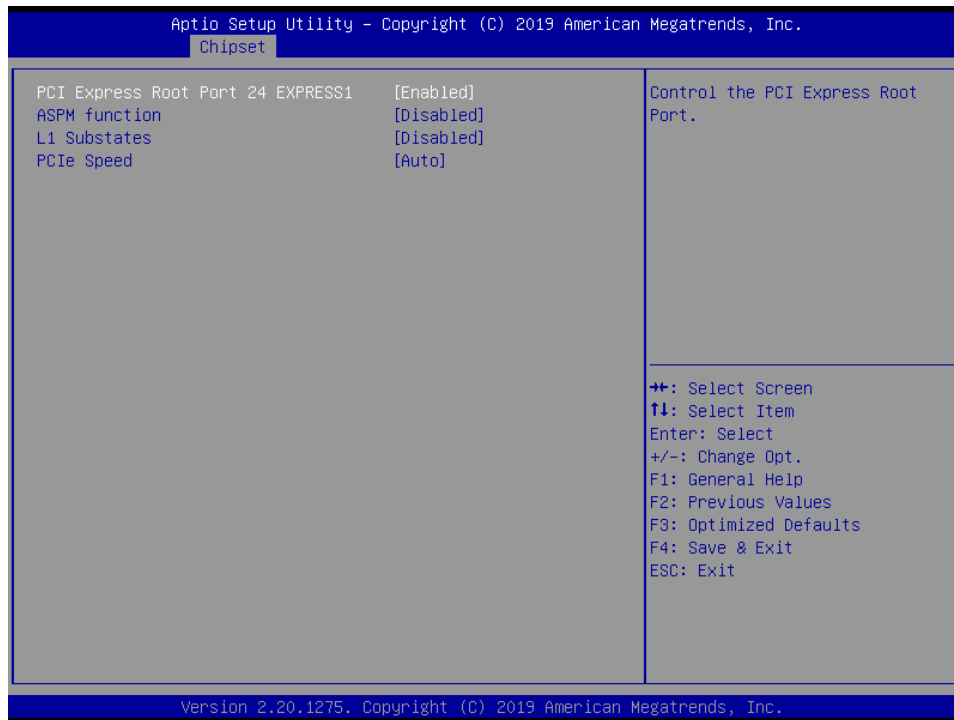 Aptio Setup Utility – Copyright (C) 2019 American Megatrends, Inc.
Chipset
PCI Express Root Port 24 EXPRESS1 [Enabled]
ASPM function [Disabled]
L1 Substates [Disabled]
PCIe Speed [Auto]
Control the PCI Express Root
Port.
→←: Select Screen
↑↓: Select Item
Enter: Select
+/-: Change Opt.
F1: General Help
F2: Previous Values
F3: Optimized Defaults
F4: Save & Exit
ESC: Exit
Version 2.20.1275. Copyright (C) 2019 American Megatrends, Inc.